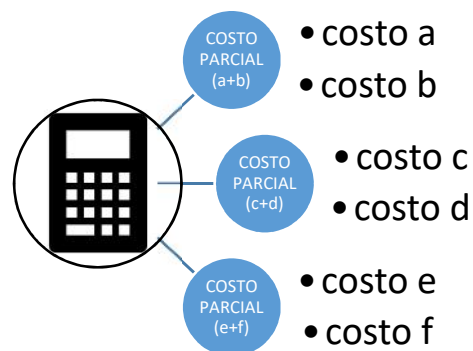 COSTO
PARCIAL
(a+b)
• costo a
• costo b
COSTO
PARCIAL
(c+d)
• costo c
• costo d
COSTO
PARCIAL
(e+f)
• costo e
• costo f